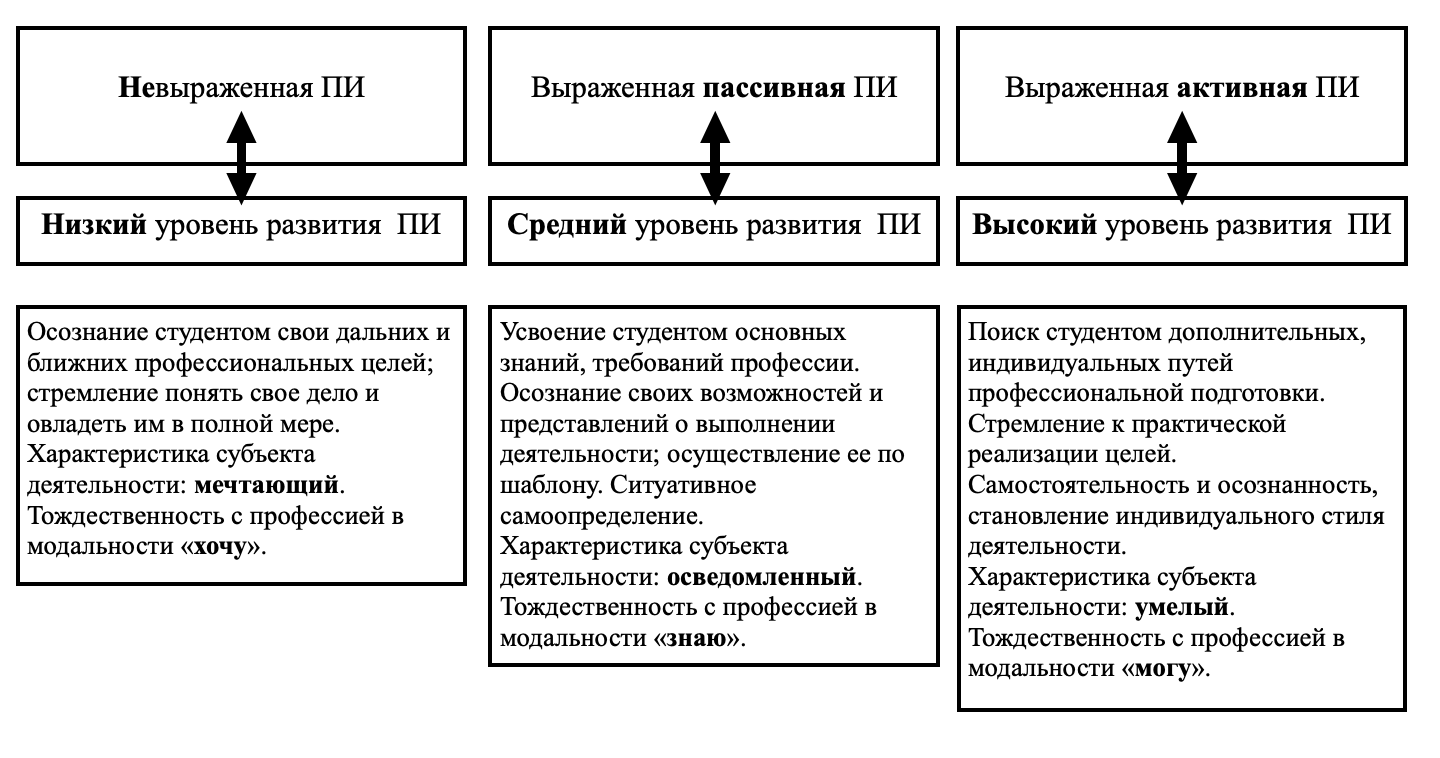 Невыраженная ПИ
Низкий уровень развития ПИ
Осознание студентом свои дальних и
ближних профессиональных целей;
стремление понять свое дело и
овладеть им в полной мере.
Характеристика субъекта
деятельности: мечтающий.
Тождественность с профессией в
модальности «хочу».
Выраженная пассивная ПИ
Средний уровень развития ПИ
Усвоение студентом основных
знаний, требований профессии.
Осознание своих возможностей и
представлений о выполнении
деятельности; осуществление ее по
шаблону. Ситуативное
самоопределение.
Характеристика субъекта
деятельности: осведомленный.
Тождественность с профессией в
модальности «знаю».
Выраженная активная ПИ
Высокий уровень развития ПИ
Поиск студентом дополнительных,
индивидуальных путей
профессиональной подготовки.
Стремление к практической
реализации целей.
Самостоятельность и осознанность,
становление индивидуального стиля
деятельности.
Характеристика субъекта
деятельности: умелый.
Тождественность с профессией в
модальности «могу».